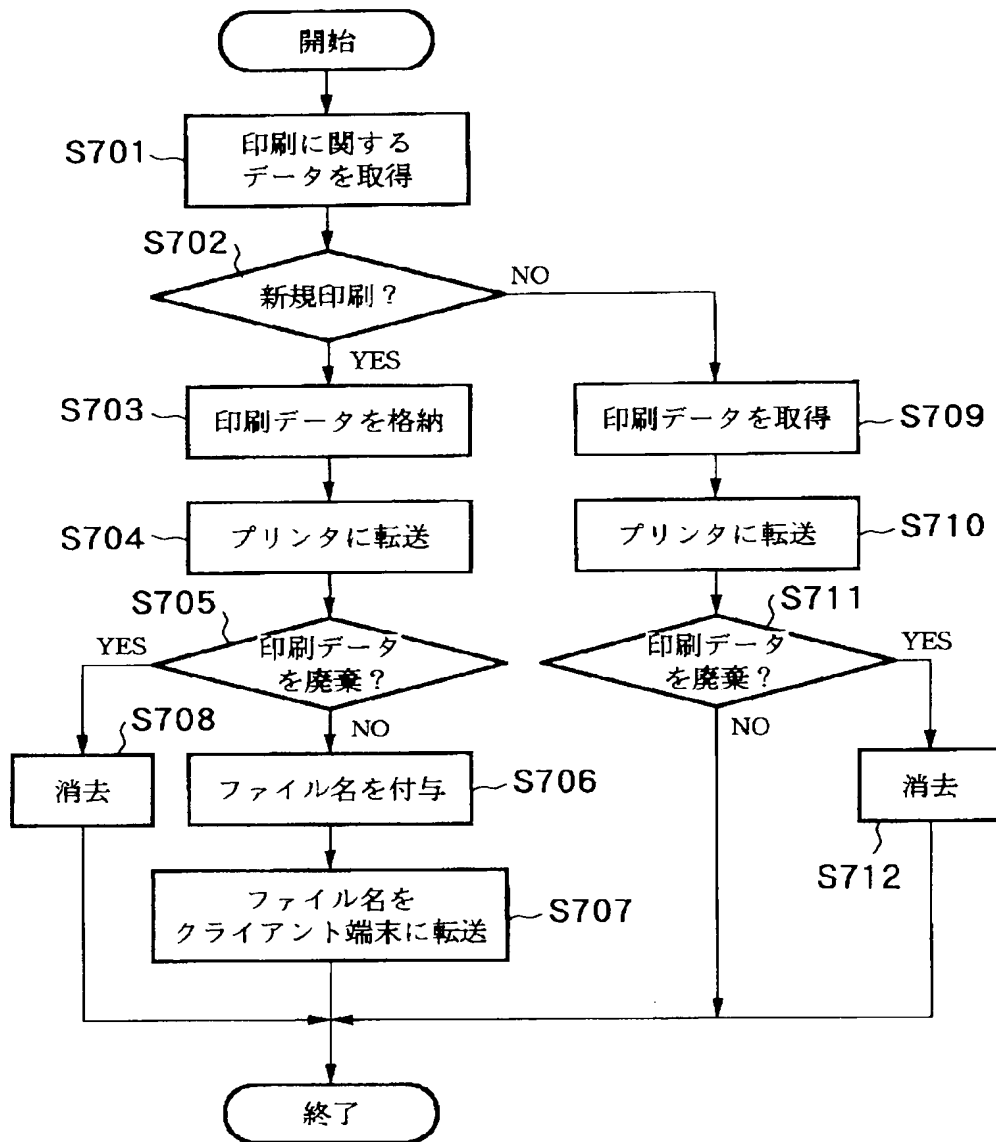 開始
S701
印刷に関する
データを取得
S702
新規印刷？
NO
YES
S703
印刷データを格納
印刷データを取得
S709
S704
プリンタに転送
プリンタに転送
S710
S705
YES
印刷データ
を廃棄？
NO
S711
印刷データ
を廃棄？
YES
NO
S708
消去
ファイル名を付与
S706
消去
S712
ファイル名を
クライアント端末に転送
S707
終了